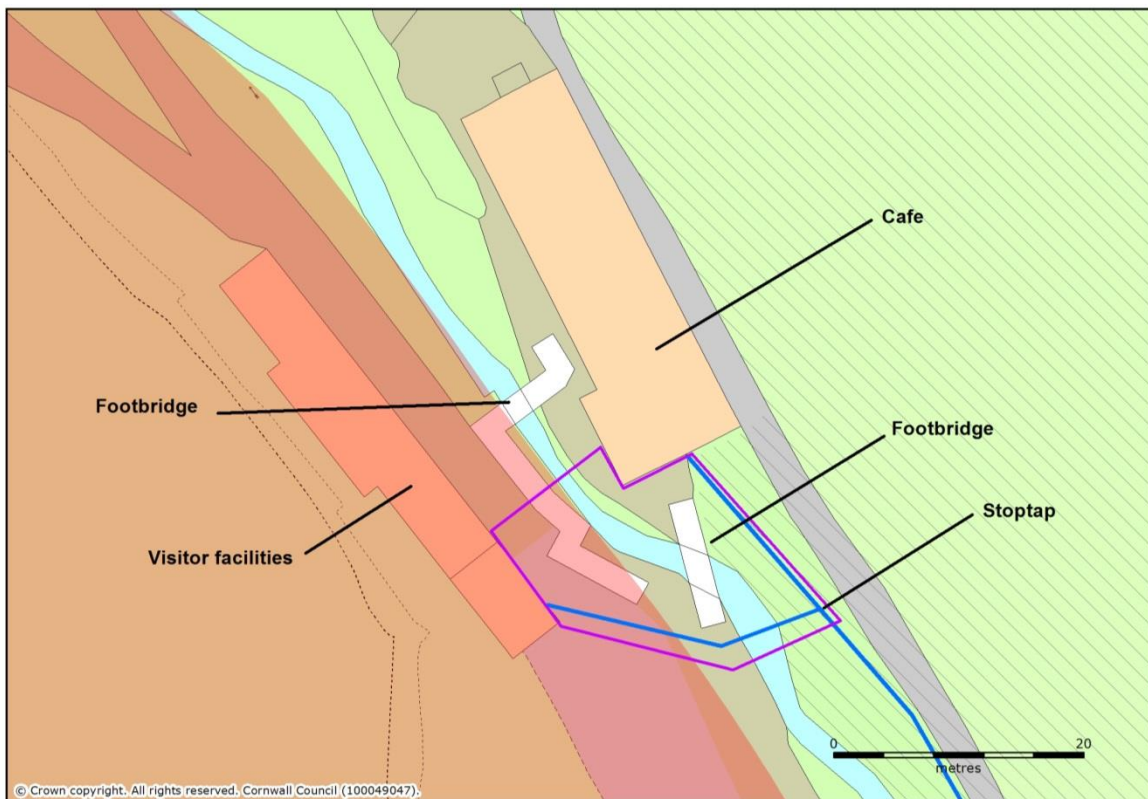 Cafe
Footbridge
Footbridge
Stoptap
Visitor facilities
0 20
metres
© Crown copyright. All rights reserved. Cornwall Council (100049047).